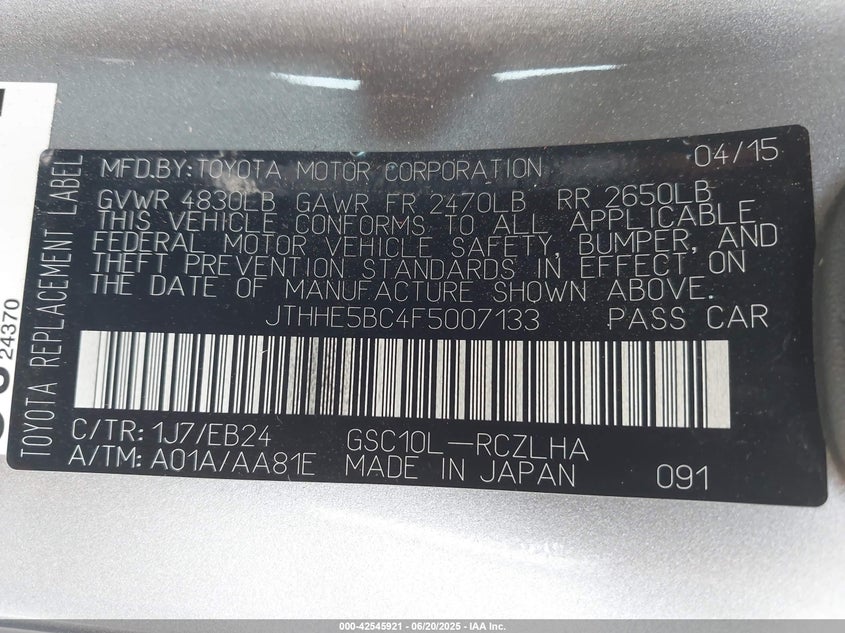 TOYOTA REPLACEMENT LABEL
MFD.BY:TOYOTA MOTOR CORPORATION 04/15
GVWR 4830LB GAWR FR 2470LB RR 2650LB
THIS VEHICLE CONFORMS TO ALL APPLICABLE
FEDERAL MOTOR VEHICLE SAFETY, BUMPER, AND
THEFT PREVENTION STANDARDS IN EFFECT ON
THE DATE OF MANUFACTURE SHOWN ABOVE.
JTHHE5BC4F5007133 PASS CAR
C/TR: 1J7/EB24 GSC10L-RCZLHA
A/TM: A01A/AA81E MADE IN JAPAN 091
24370
000-42545921 / 06/20/2025 - IAA Inc.